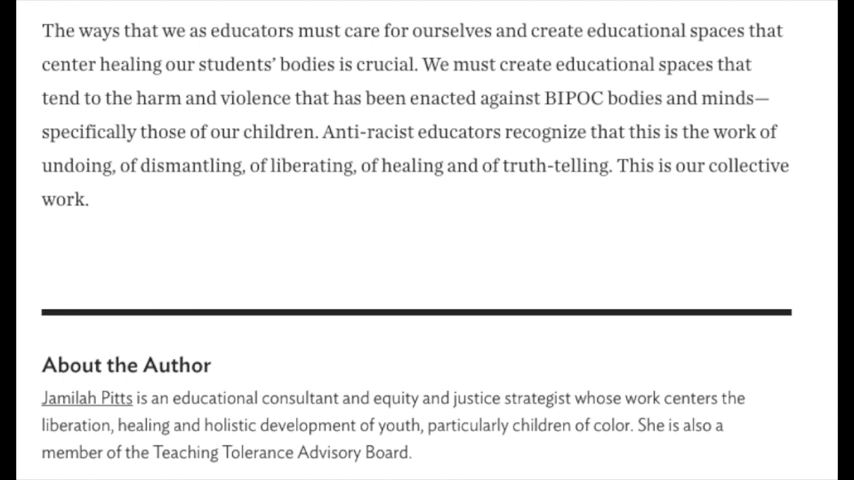 The ways that we as educators must care for ourselves and create educational spaces that
center healing our students’ bodies is crucial. We must create educational spaces that
tend to the harm and violence that has been enacted against BIPOC bodies and minds—
specifically those of our children. Anti-racist educators recognize that this is the work of
undoing, of dismantling, of liberating, of healing and of truth-telling. This is our collective
work.
About the Author
Jamilah Pitts is an educational consultant and equity and justice strategist whose work centers the
liberation, healing and holistic development of youth, particularly children of color. She is also a
member of the Teaching Tolerance Advisory Board.